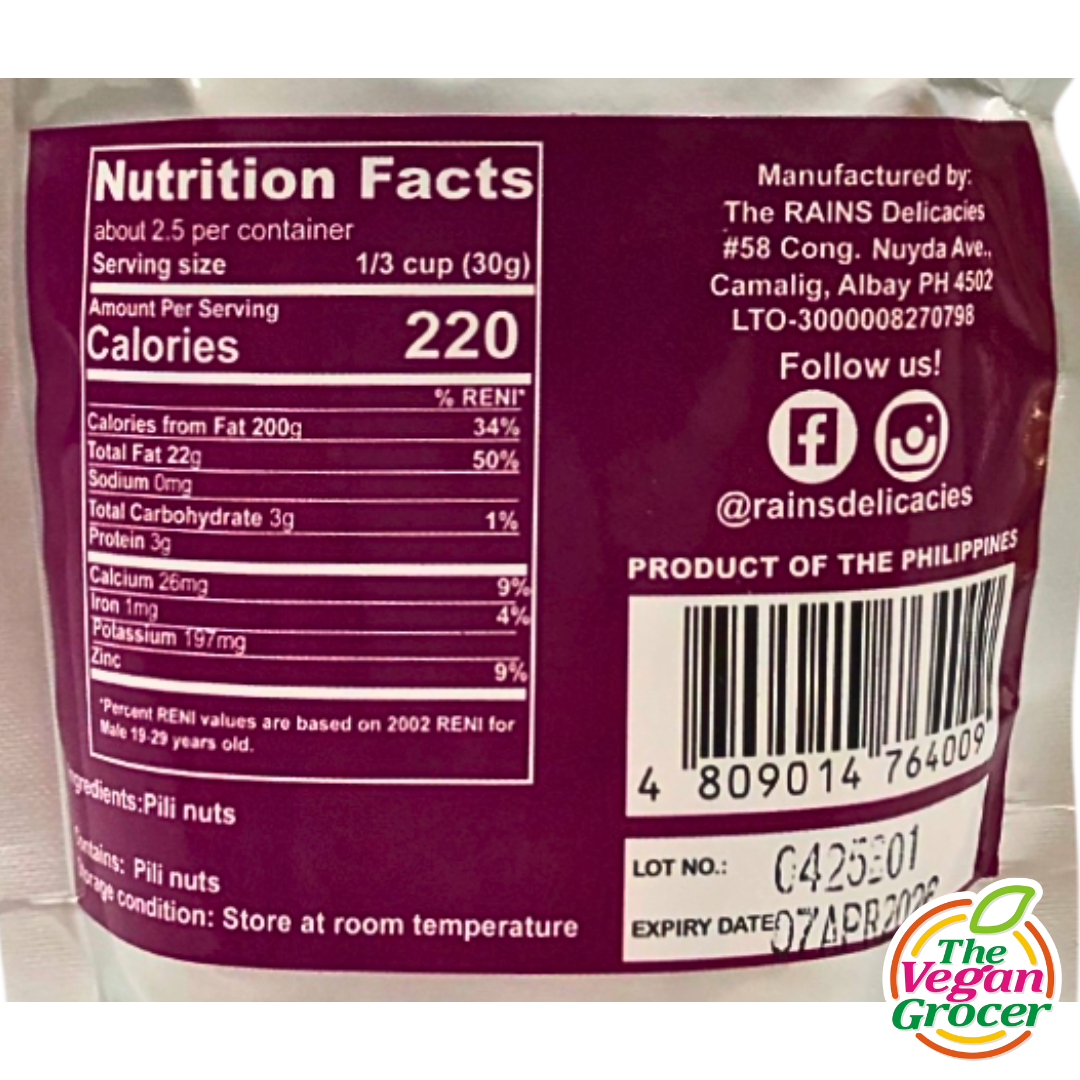 Nutrition Facts
about 2.5 per container
Serving size 1/3 cup (30g)
Amount Per Serving
Calories 220
% RENI*
Calories from Fat 200g 34%
Total Fat 22g 50%
Sodium 0mg
Total Carbohydrate 3g 1%
Protein 3g
Calcium 26mg 9%
Iron 1mg 4%
Potassium 197mg
Zinc 9%
*Percent RENI values are based on 2002 RENI for
Male 19-29 years old.
ngredients:Pili nuts
ontains: Pili nuts
torage condition: Store at room temperature
Manufactured by:
The RAINS Delicacies
#58 Cong. Nuyda Ave.,
Camalig, Albay PH 4502
LTO-3000008270798
Follow us!
@rainsdelicacies
PRODUCT OF THE PHILIPPINES
4 809014 764009
LOT NO.:
EXPIRY DATE 07APR
The
Vegan
Grocer